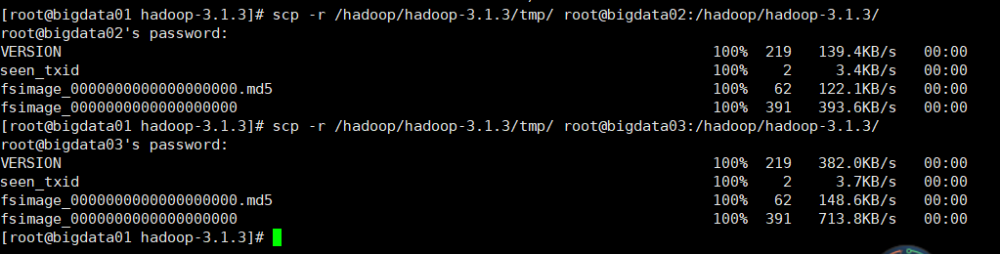 [root@bigdata01 hadoop-3.1.3]# scp -r /hadoop/hadoop-3.1.3/tmp/ root@bigdata02:/hadoop/hadoop-3.1.3/
root@bigdata02's password:
VERSION 100% 219 139.4KB/s 00:00
seen_txid 100% 2 3.4KB/s 00:00
fsimage_0000000000000000000.md5 100% 62 122.1KB/s 00:00
fsimage_0000000000000000000 100% 391 393.6KB/s 00:00
[root@bigdata01 hadoop-3.1.3]# scp -r /hadoop/hadoop-3.1.3/tmp/ root@bigdata03:/hadoop/hadoop-3.1.3/
root@bigdata03's password:
VERSION 100% 219 382.0KB/s 00:00
seen_txid 100% 2 3.7KB/s 00:00
fsimage_0000000000000000000.md5 100% 62 148.6KB/s 00:00
fsimage_0000000000000000000 100% 391 713.8KB/s 00:00
[root@bigdata01 hadoop-3.1.3]#